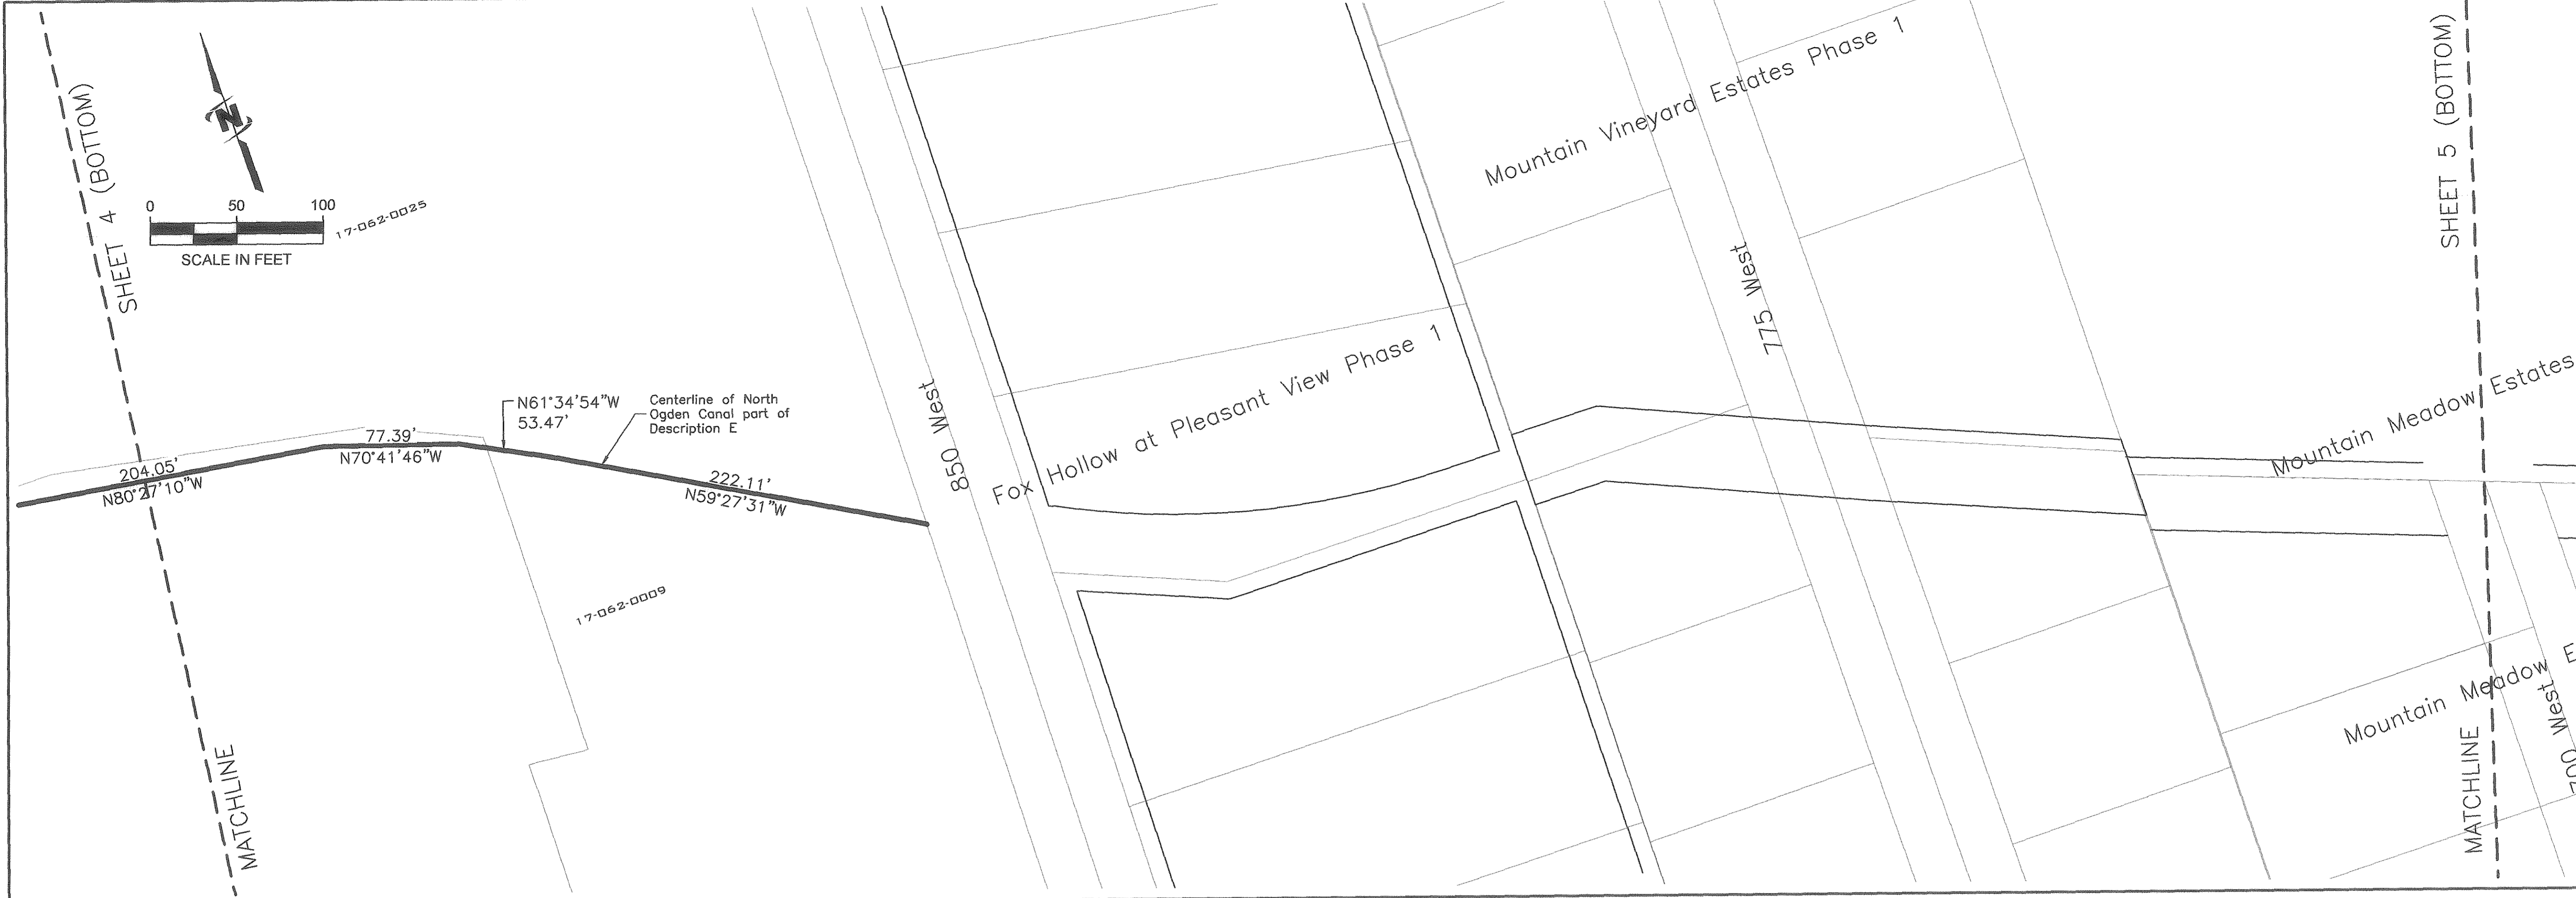 SHEET 4 (BOTTOM)
MATCHLINE
N
0 50 100
SCALE IN FEET
17-062-0025
204.05'
N80°27'10"W
77.39'
N70°41'46"W
N61°34'54"W
53.47'
Centerline of North
Ogden Canal part of
Description E
222.11'
N59°27'31"W
17-062-0009
850 West
Fox Hollow at Pleasant View Phase 1
Mountain Vineyard Estates Phase 1
775 West
SHEET 5 (BOTTOM)
MATCHLINE
Mountain Meadow Estates
Mountain Meadow E
700 West